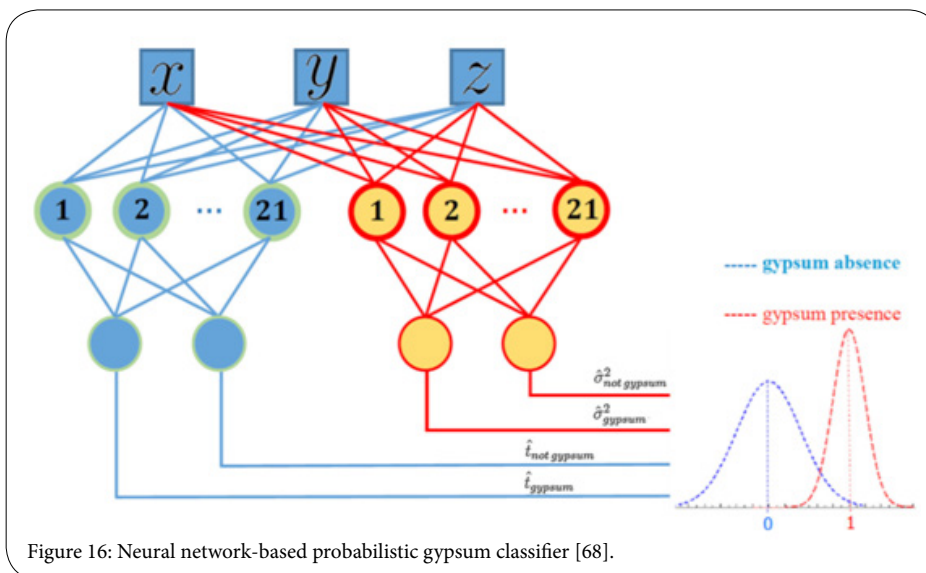 x y z
1 2 ... 21 1 2 ... 21
gypsum absence
gypsum presence
σ̂²not gypsum
σ̂²gypsum
t̂not gypsum
t̂gypsum
0 1
Figure 16: Neural network-based probabilistic gypsum classifier [68].